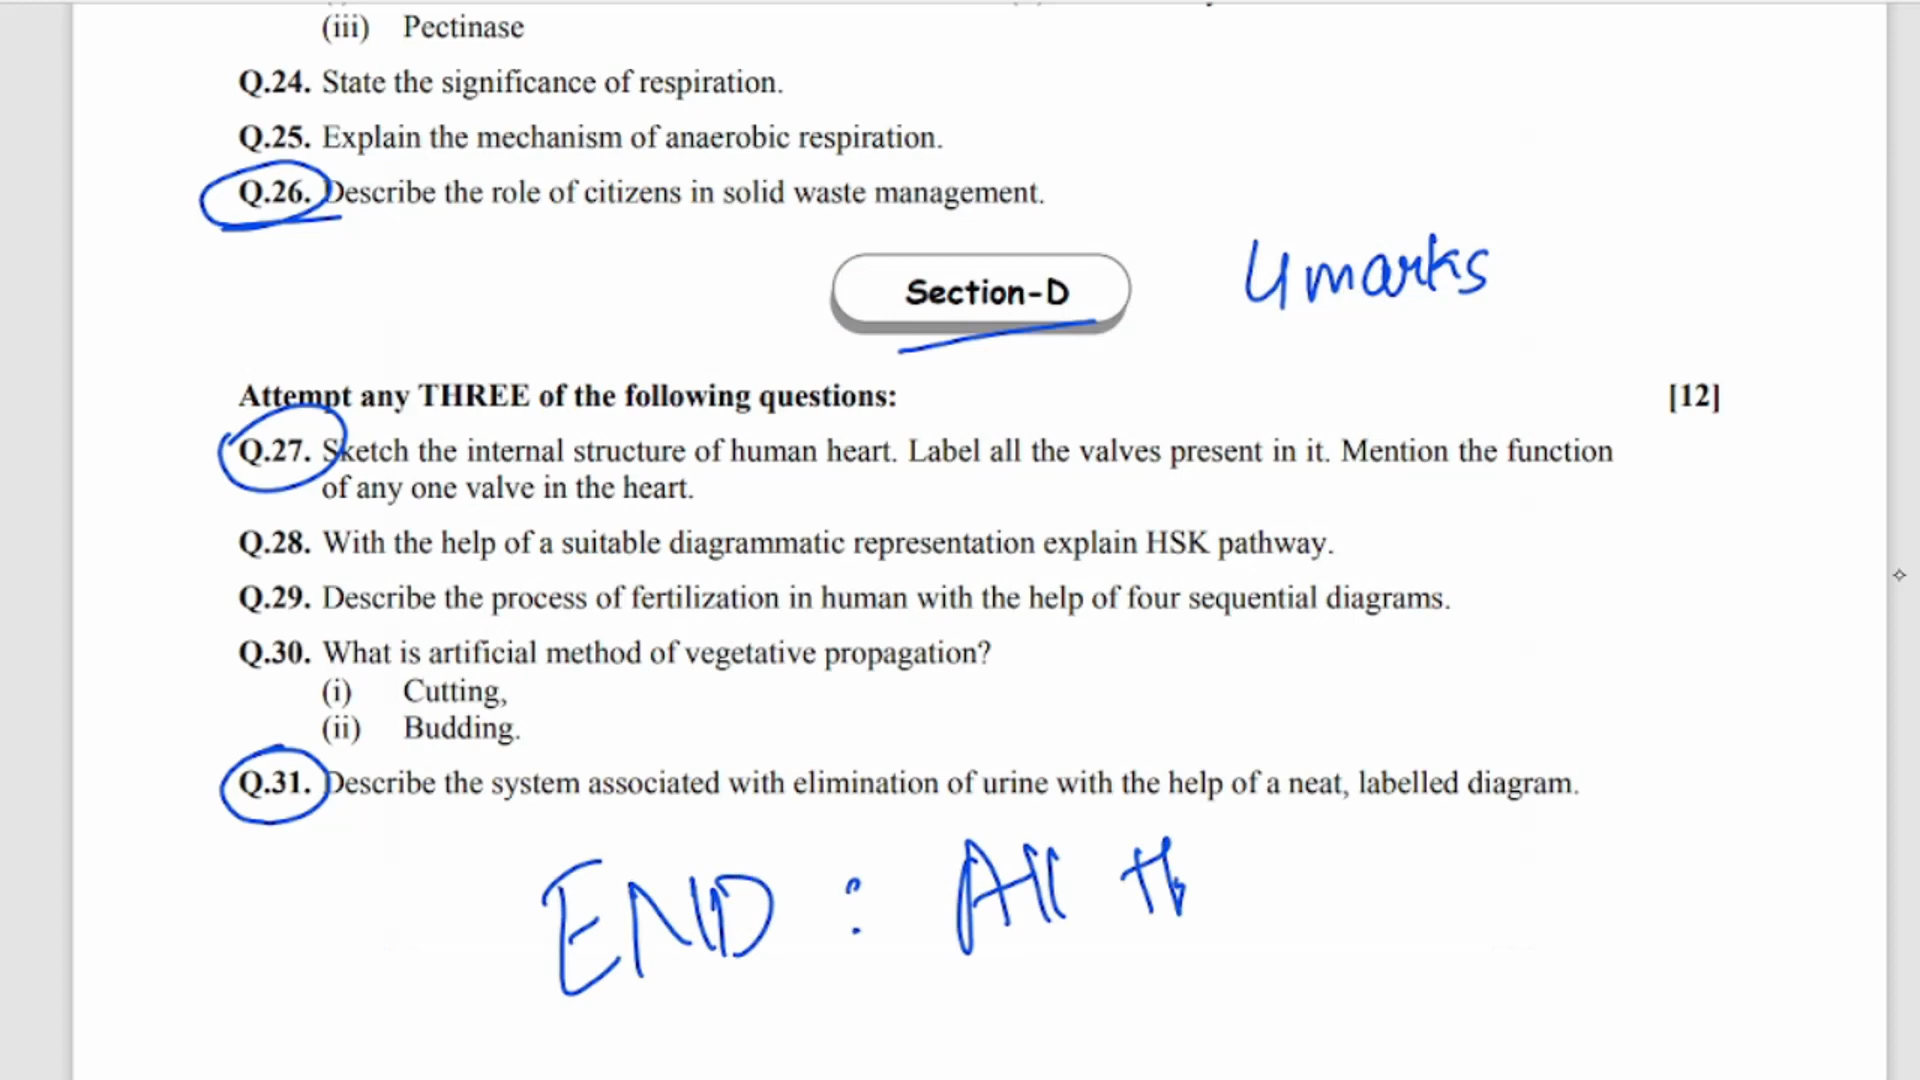 (iii) Pectinase
Q.24. State the significance of respiration.
Q.25. Explain the mechanism of anaerobic respiration.
Q.26. Describe the role of citizens in solid waste management.
Section-D
4 marks
Attempt any THREE of the following questions: [12]
Q.27. Sketch the internal structure of human heart. Label all the valves present in it. Mention the function
of any one valve in the heart.
Q.28. With the help of a suitable diagrammatic representation explain HSK pathway.
Q.29. Describe the process of fertilization in human with the help of four sequential diagrams.
Q.30. What is artificial method of vegetative propagation?
(i) Cutting,
(ii) Budding.
Q.31. Describe the system associated with elimination of urine with the help of a neat, labelled diagram.
END : All th